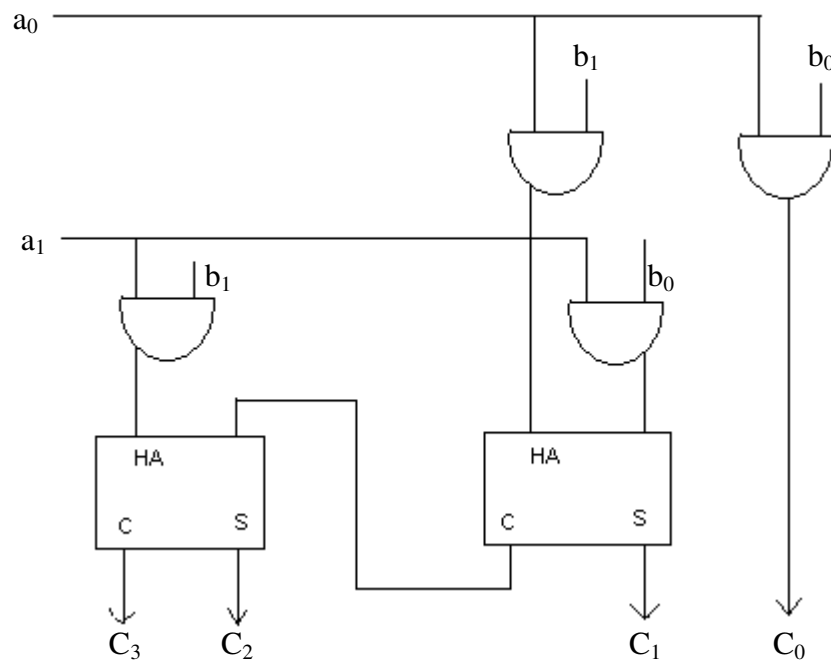 a₀
b₁ b₀
a₁
b₁ b₀
HA HA
C S C S
C₃ C₂ C₁ C₀